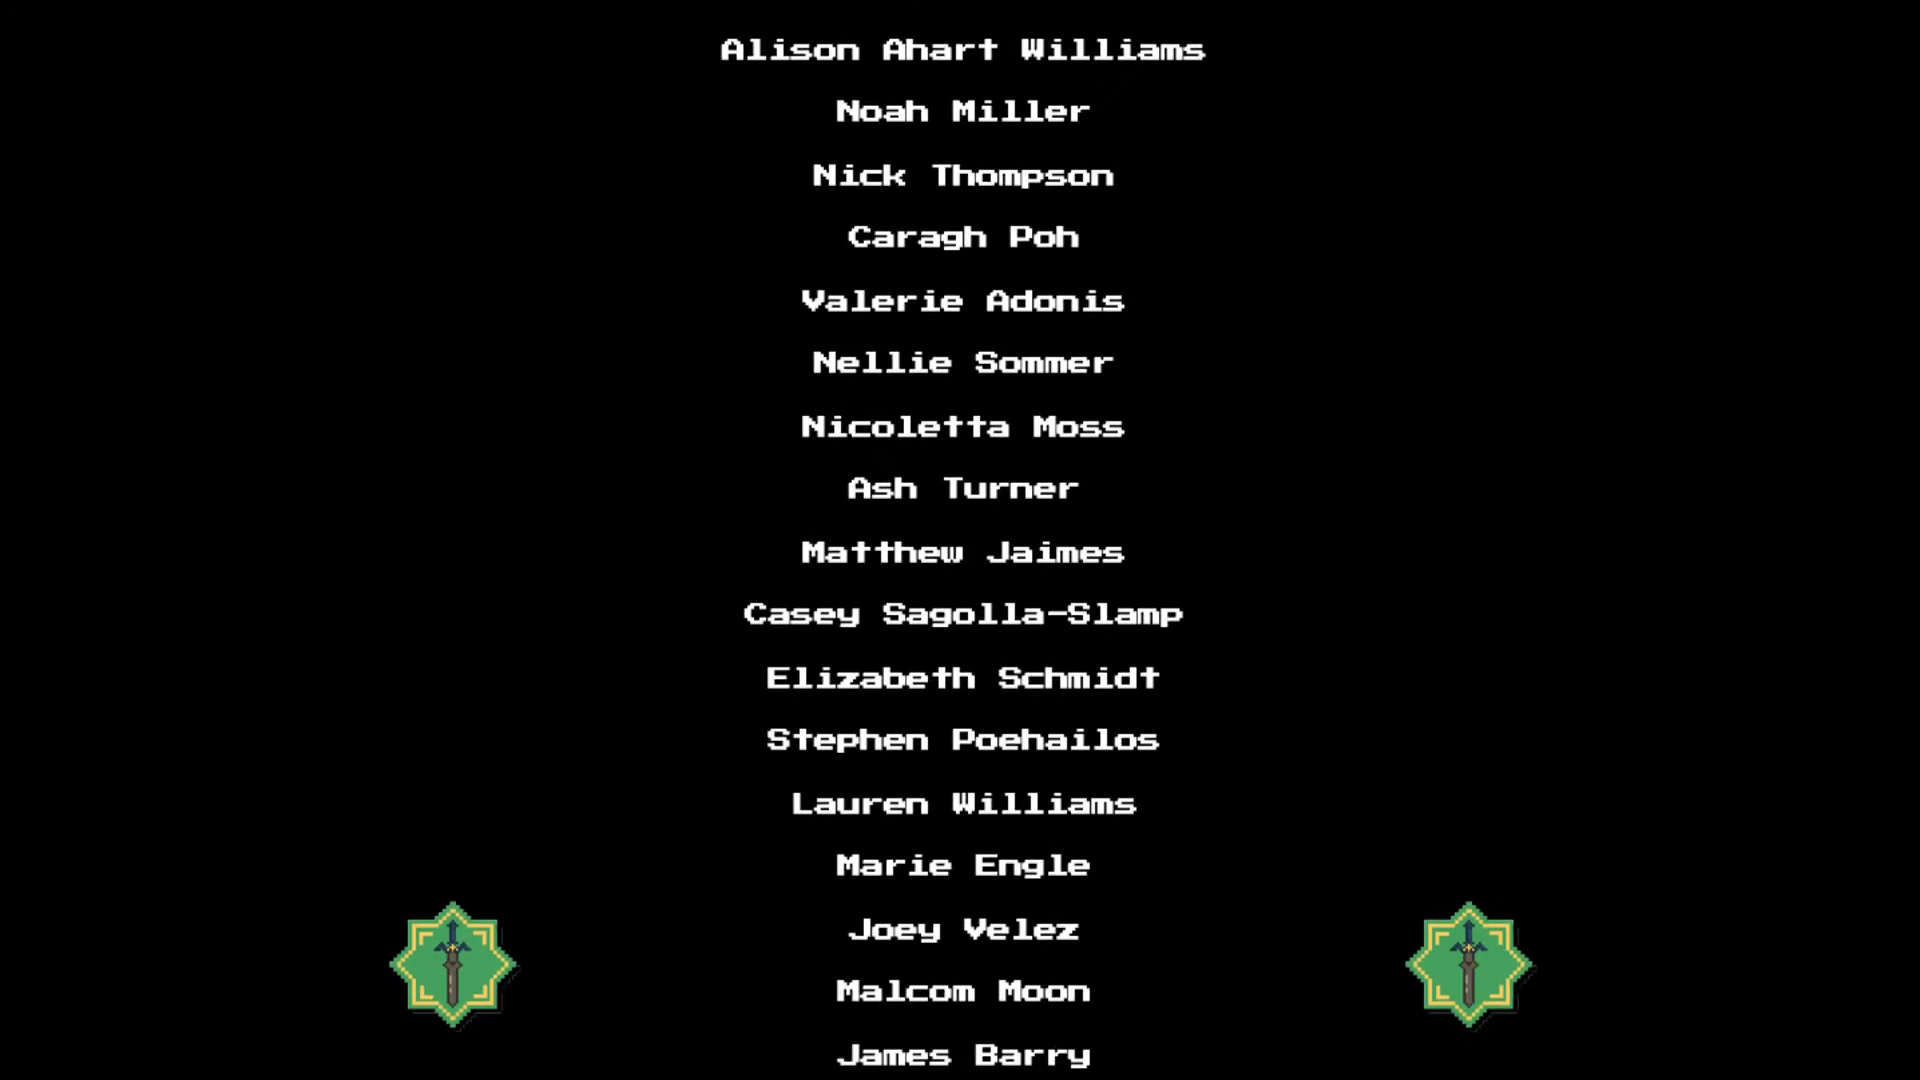 Alison Ahart Williams
Noah Miller
Nick Thompson
Caragh Poh
Valerie Adonis
Nellie Sommer
Nicoletta Moss
Ash Turner
Matthew Jaimes
Casey Sagolla-Slamp
Elizabeth Schmidt
Stephen Poehailos
Lauren Williams
Marie Engle
Joey Velez
Malcom Moon
James Barry